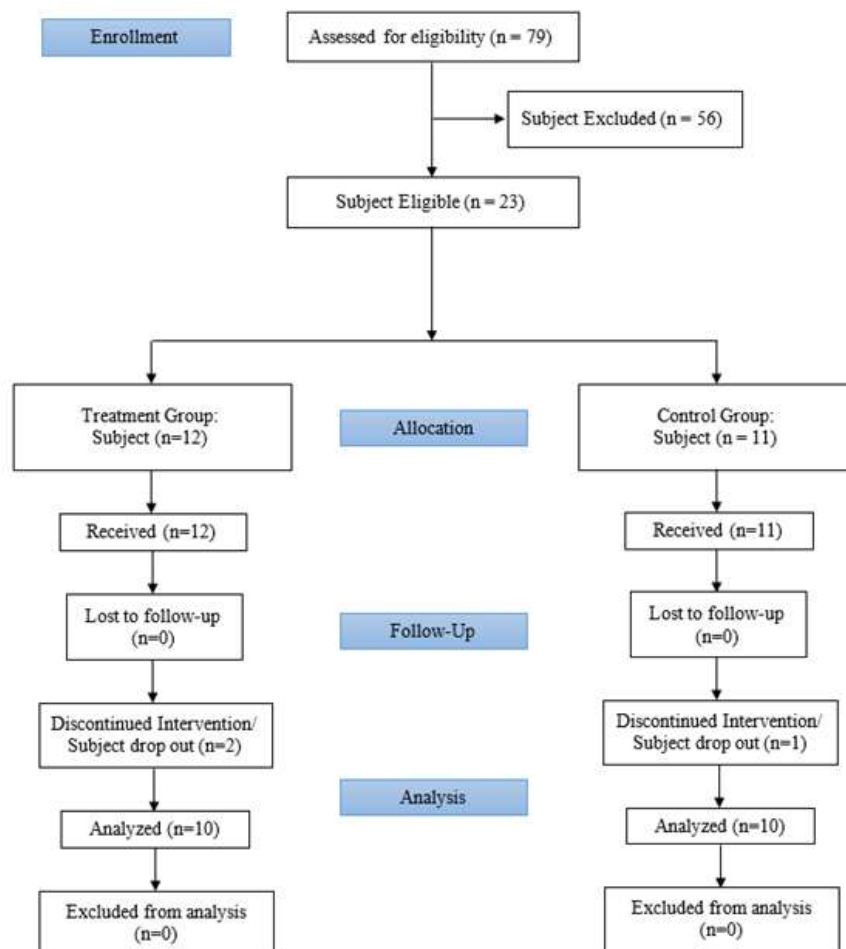 Enrollment
Assessed for eligibility (n = 79)
Subject Excluded (n = 56)
Subject Eligible (n = 23)
Treatment Group:
Subject (n=12)
Allocation
Control Group:
Subject (n = 11)
Received (n=12)
Received (n=11)
Lost to follow-up
(n=0)
Follow-Up
Lost to follow-up
(n=0)
Discontinued Intervention/
Subject drop out (n=2)
Discontinued Intervention/
Subject drop out (n=1)
Analysis
Analyzed (n=10)
Analyzed (n=10)
Excluded from analysis
(n=0)
Excluded from analysis
(n=0)